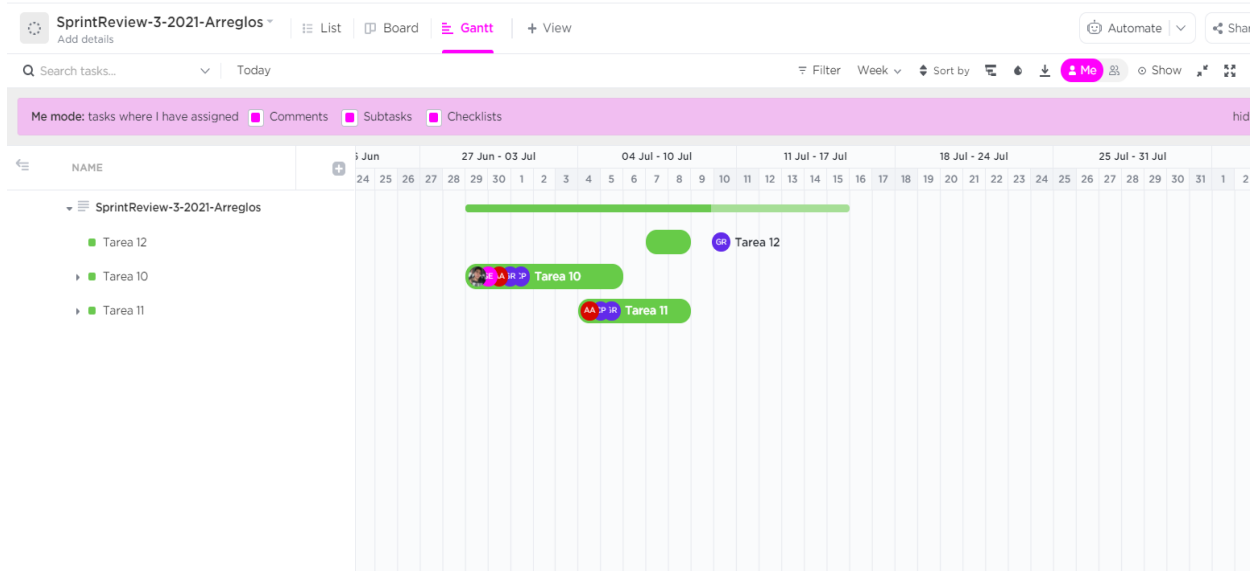 SprintReview-3-2021-Arreglos
Add details
List
Board
Gantt
+ View
Automate
Search tasks...
Today
Filter
Week
Sort by
Me
Show
Me mode: tasks where I have assigned
Comments
Subtasks
Checklists
NAME
Jun
27 Jun - 03 Jul
04 Jul - 10 Jul
11 Jul - 17 Jul
18 Jul - 24 Jul
25 Jul - 31 Jul
24 25 26 27 28 29 30 1 2 3 4 5 6 7 8 9 10 11 12 13 14 15 16 17 18 19 20 21 22 23 24 25 26 27 28 29 30 31 1 2
SprintReview-3-2021-Arreglos
Tarea 12
GR Tarea 12
Tarea 10
Tarea 10
Tarea 11
AA Tarea 11